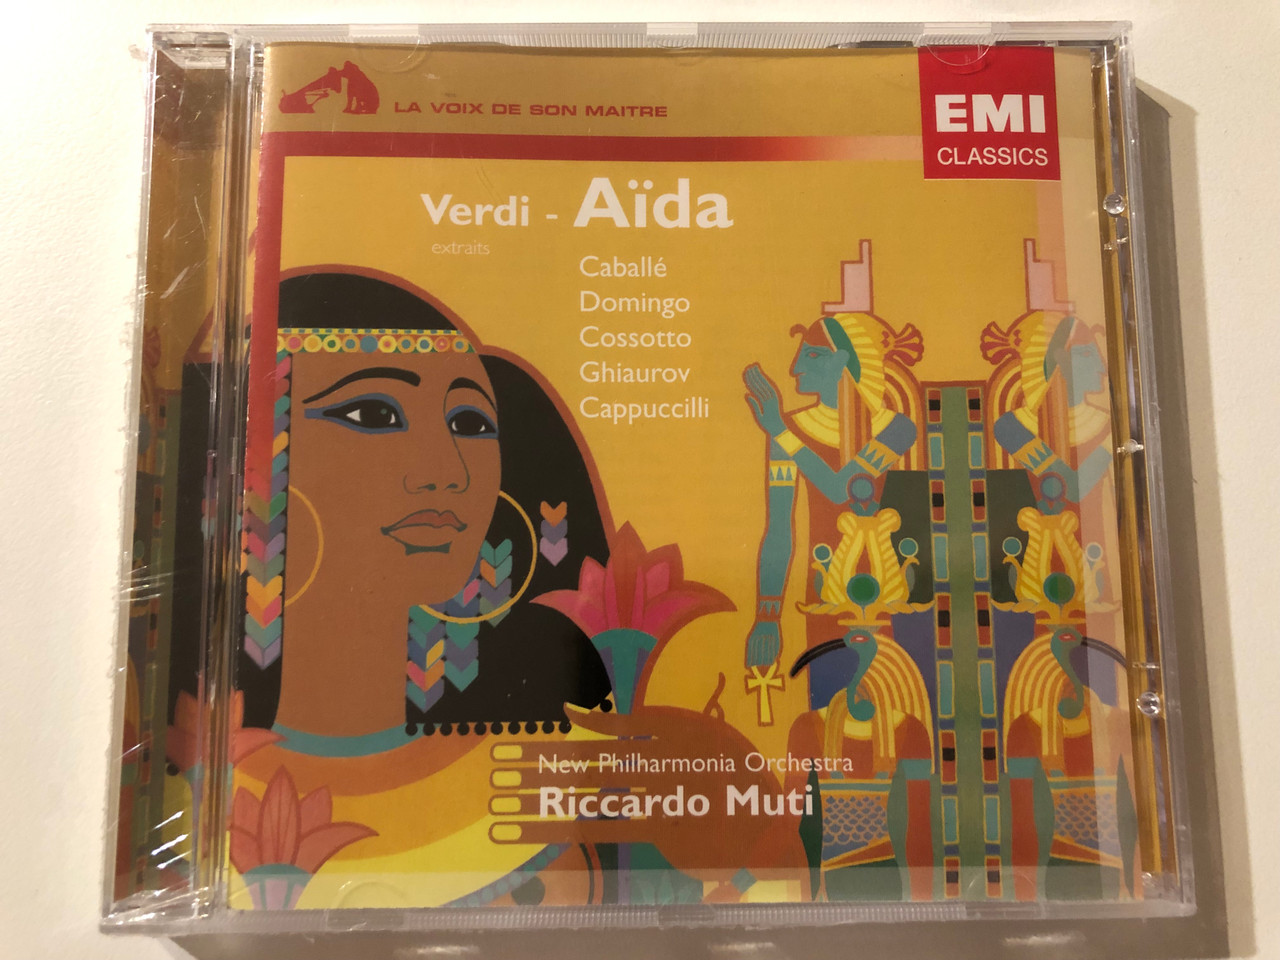 LA VOIX DE SON MAITRE
EMI
CLASSICS
Verdi - Aïda
extraits
Caballé
Domingo
Cossotto
Ghiaurov
Cappuccilli
New Philharmonia Orchestra
Riccardo Muti